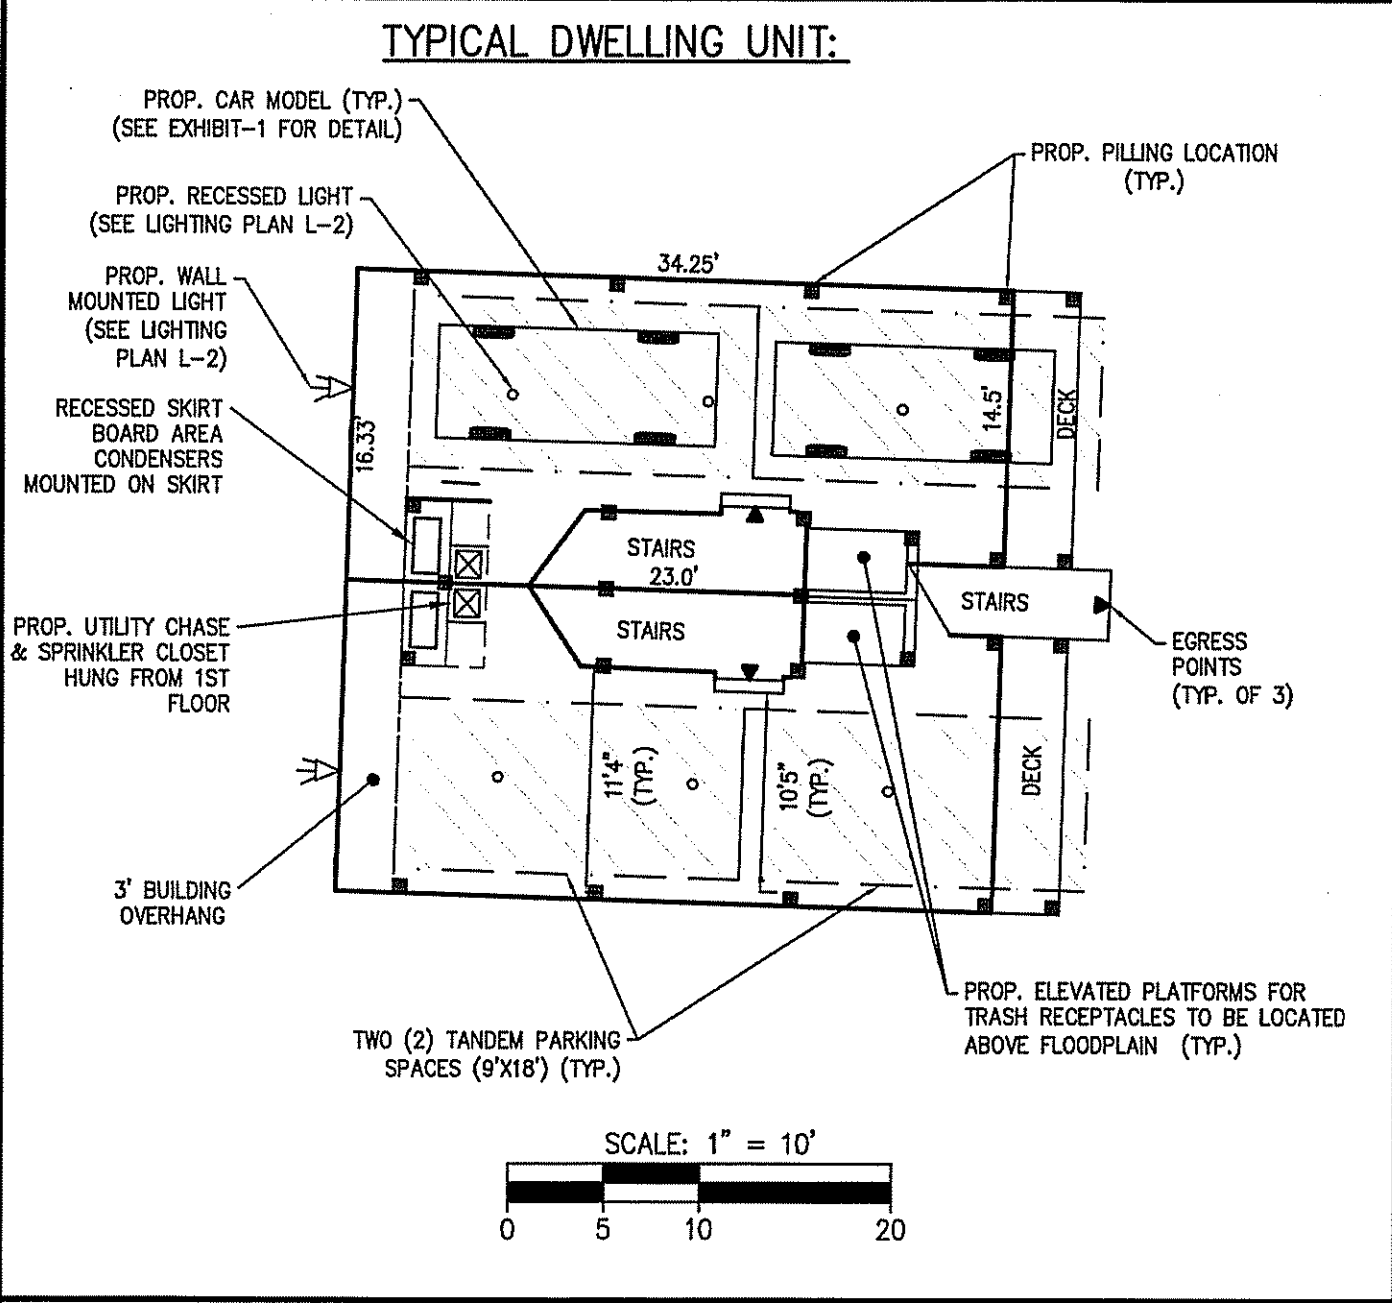 TYPICAL DWELLING UNIT:
PROP. CAR MODEL (TYP.)
(SEE EXHIBIT-1 FOR DETAIL)
PROP. PILLING LOCATION
(TYP.)
PROP. RECESSED LIGHT
(SEE LIGHTING PLAN L-2)
PROP. WALL
MOUNTED LIGHT
(SEE LIGHTING
PLAN L-2)
34.25'
RECESSED SKIRT
BOARD AREA
CONDENSERS
MOUNTED ON SKIRT
16.33'
14.5'
DECK
STAIRS
23.0'
STAIRS
STAIRS
PROP. UTILITY CHASE
& SPRINKLER CLOSET
HUNG FROM 1ST
FLOOR
EGRESS
POINTS
(TYP. OF 3)
11'4"
(TYP.)
10'5"
(TYP.)
DECK
3' BUILDING
OVERHANG
PROP. ELEVATED PLATFORMS FOR
TRASH RECEPTACLES TO BE LOCATED
ABOVE FLOODPLAIN (TYP.)
TWO (2) TANDEM PARKING
SPACES (9'X18') (TYP.)
SCALE: 1" = 10'
0 5 10 20